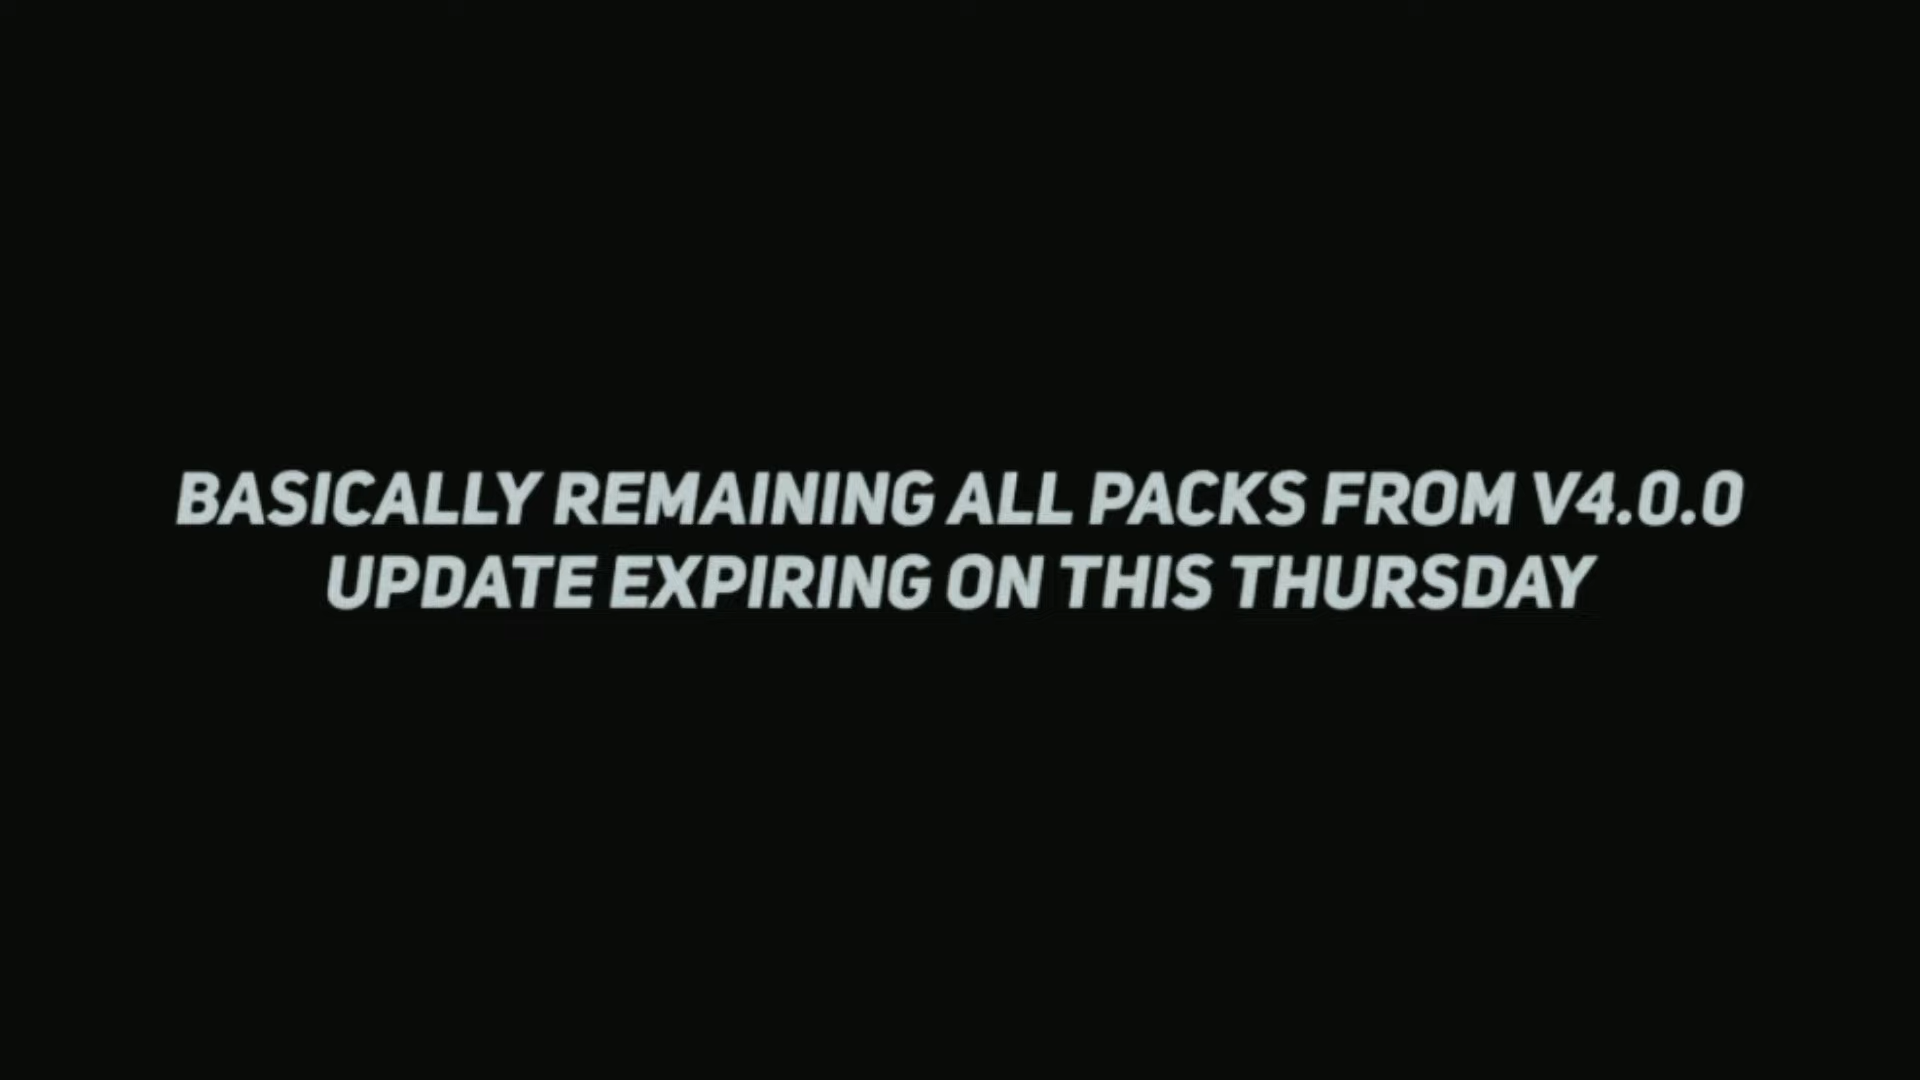 BASICALLY REMAINING ALL PACKS FROM V4.0.0
UPDATE EXPIRING ON THIS THURSDAY